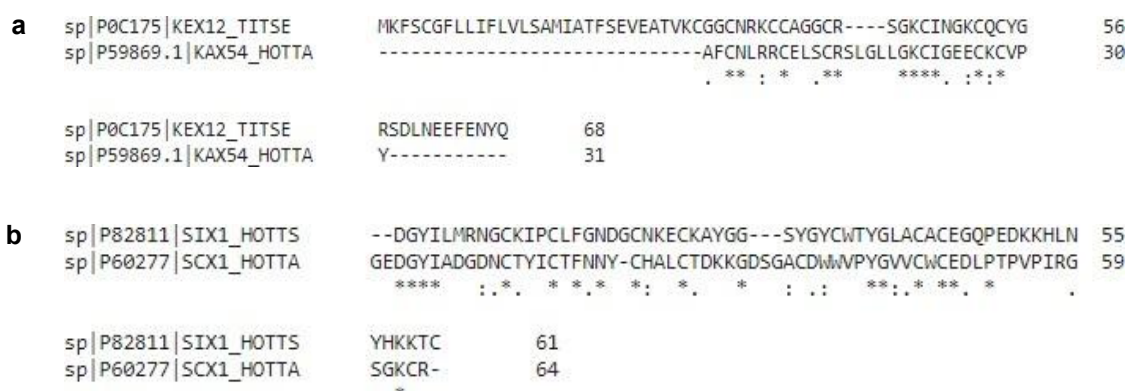 a
sp|P0C175|KEX12_TITSE MKFSCGFLLIFLVLSAMIATFSEVEATVKCGGCNRKCCAGGCR----SGKCINGKCQCYG 56
sp|P59869.1|KAX54_HOTTA -----------------------------AFCNLRRCELSCRSLGLLGKCIGEECKCVP 30
. ** : * .** ****. :*:*
sp|P0C175|KEX12_TITSE RSDLNEEFENYQ 68
sp|P59869.1|KAX54_HOTTA Y----------- 31
b
sp|P82811|SIX1_HOTTS --DGYILMRNGCKIPCLFGNDGCNKECKAYGG---SYGYCWTYGLACACEGQPEDKKHLN 55
sp|P60277|SCX1_HOTTA GEDGYIADGDNCTYICTFNNY-CHALCTDKKGDSGACDWWVPYGVVCWCEDLPTPVPIRG 59
**** :.*. * *.* *: *. * : .: **:.* **. * .
sp|P82811|SIX1_HOTTS YHKKTC 61
sp|P60277|SCX1_HOTTA SGKCR- 64
*